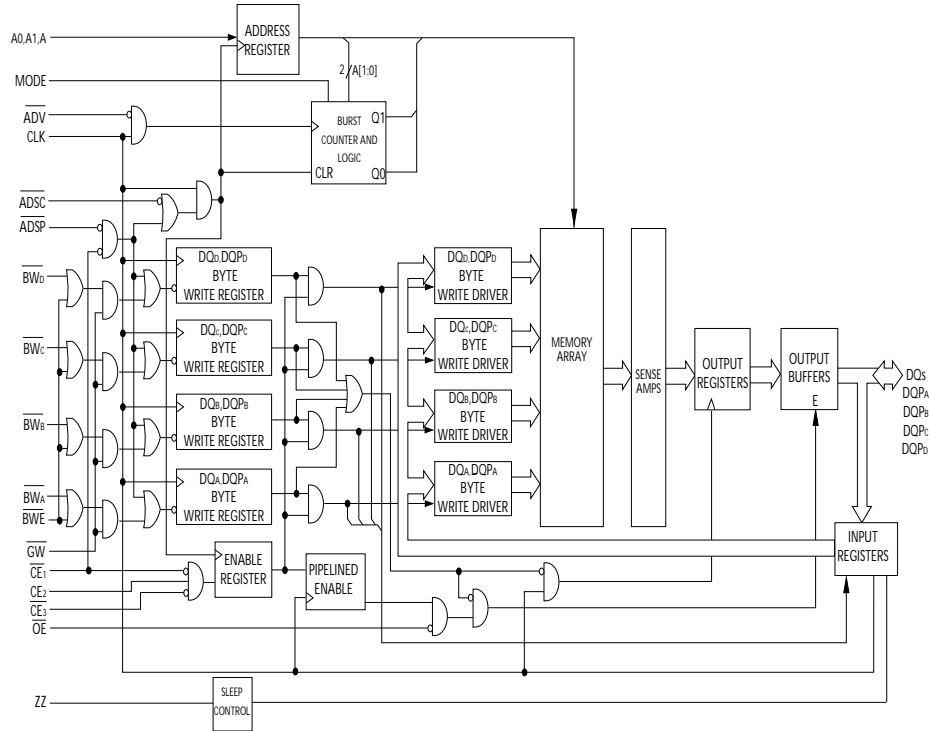 A0,A1,A
ADDRESS
REGISTER
2 A[1:0]
MODE
ADV
CLK
BURST
COUNTER AND
LOGIC
CLR
Q1
Q0
ADSC
ADSP
BWD
DQD,DQPD
BYTE
WRITE REGISTER
DQD,DQPD
BYTE
WRITE DRIVER
BWC
DQC,DQPC
BYTE
WRITE REGISTER
DQC,DQPC
BYTE
WRITE DRIVER
BWB
DQB,DQPB
BYTE
WRITE REGISTER
DQB,DQPB
BYTE
WRITE DRIVER
BWA
BWE
DQA,DQPA
BYTE
WRITE REGISTER
DQA,DQPA
BYTE
WRITE DRIVER
MEMORY
ARRAY
SENSE
AMPS
OUTPUT
REGISTERS
OUTPUT
BUFFERS
E
DQs
DQPA
DQPB
DQPC
DQPD
GW
CE1
CE2
CE3
OE
ENABLE
REGISTER
PIPELINED
ENABLE
INPUT
REGISTERS
ZZ
SLEEP
CONTROL